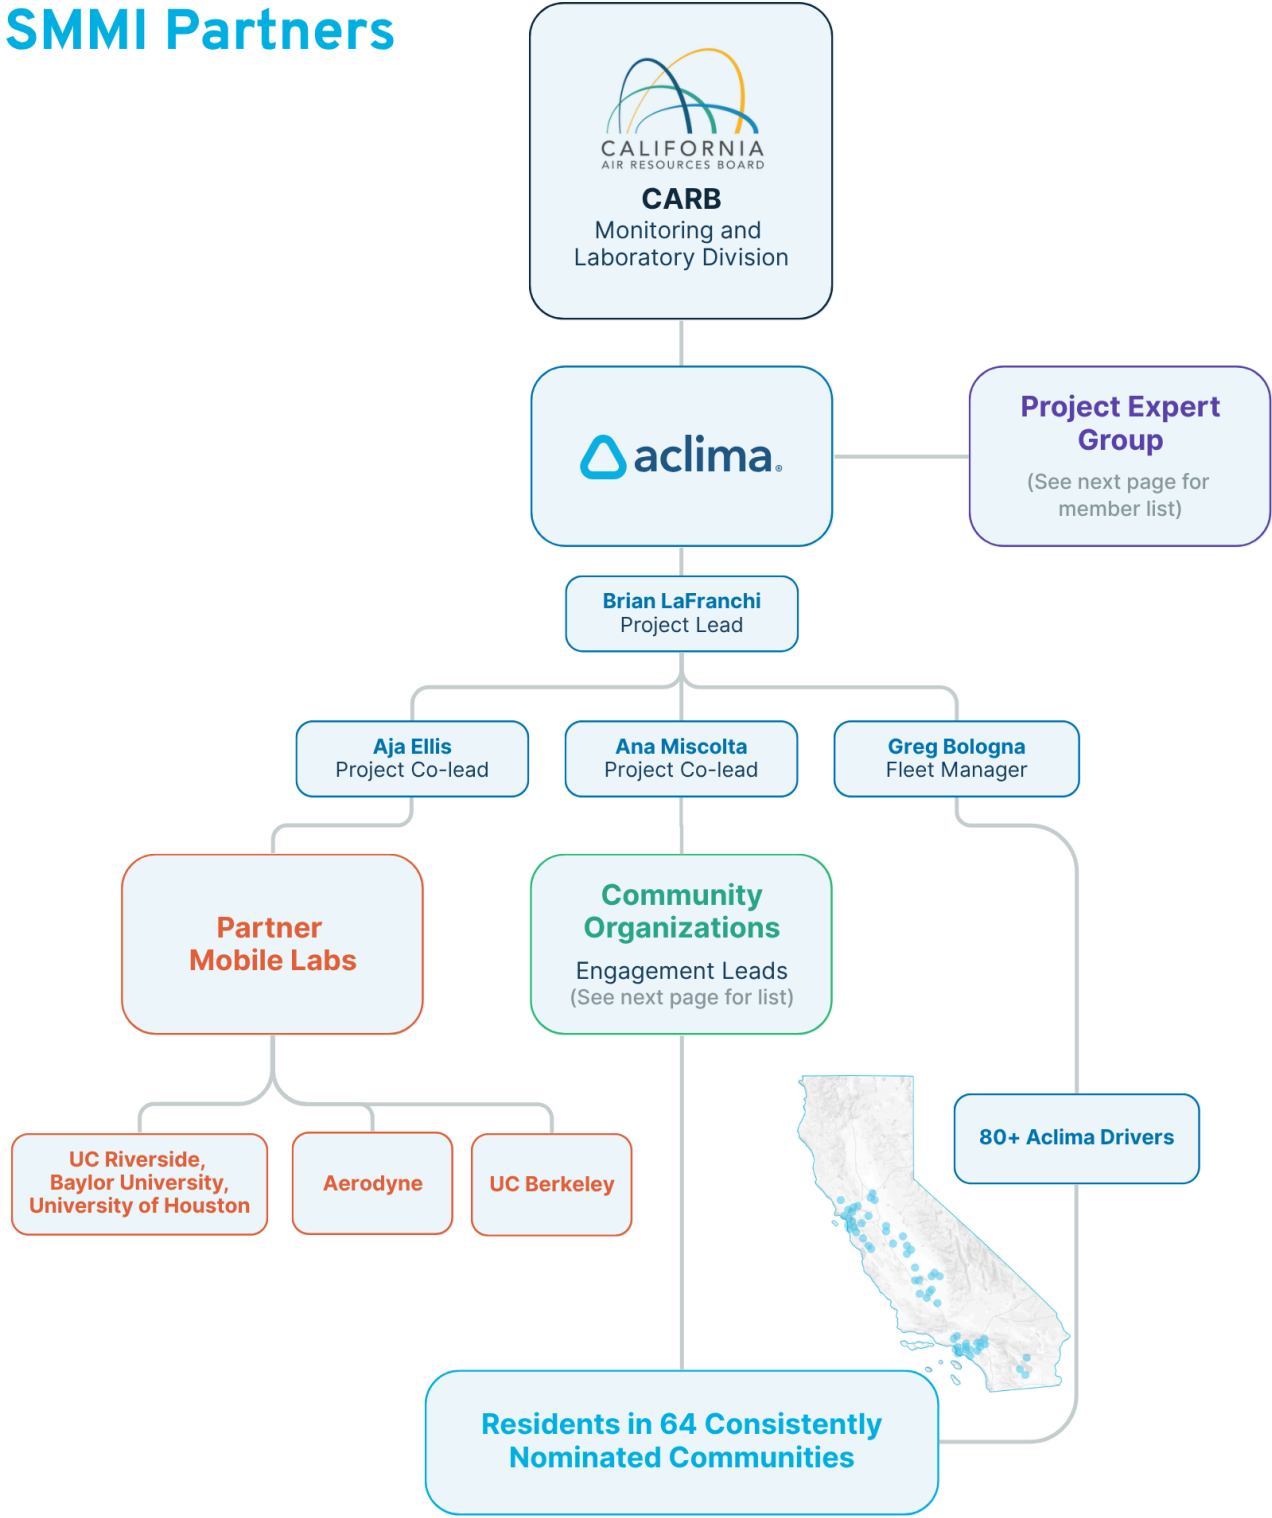 SMMI Partners
CALIFORNIA
AIR RESOURCES BOARD
CARB
Monitoring and
Laboratory Division
aclima®
Project Expert
Group
(See next page for
member list)
Brian LaFranchi
Project Lead
Aja Ellis
Project Co-lead
Ana Miscolta
Project Co-lead
Greg Bologna
Fleet Manager
Partner
Mobile Labs
Community
Organizations
Engagement Leads
(See next page for list)
UC Riverside,
Baylor University,
University of Houston
Aerodyne
UC Berkeley
80+ Aclima Drivers
Residents in 64 Consistently
Nominated Communities